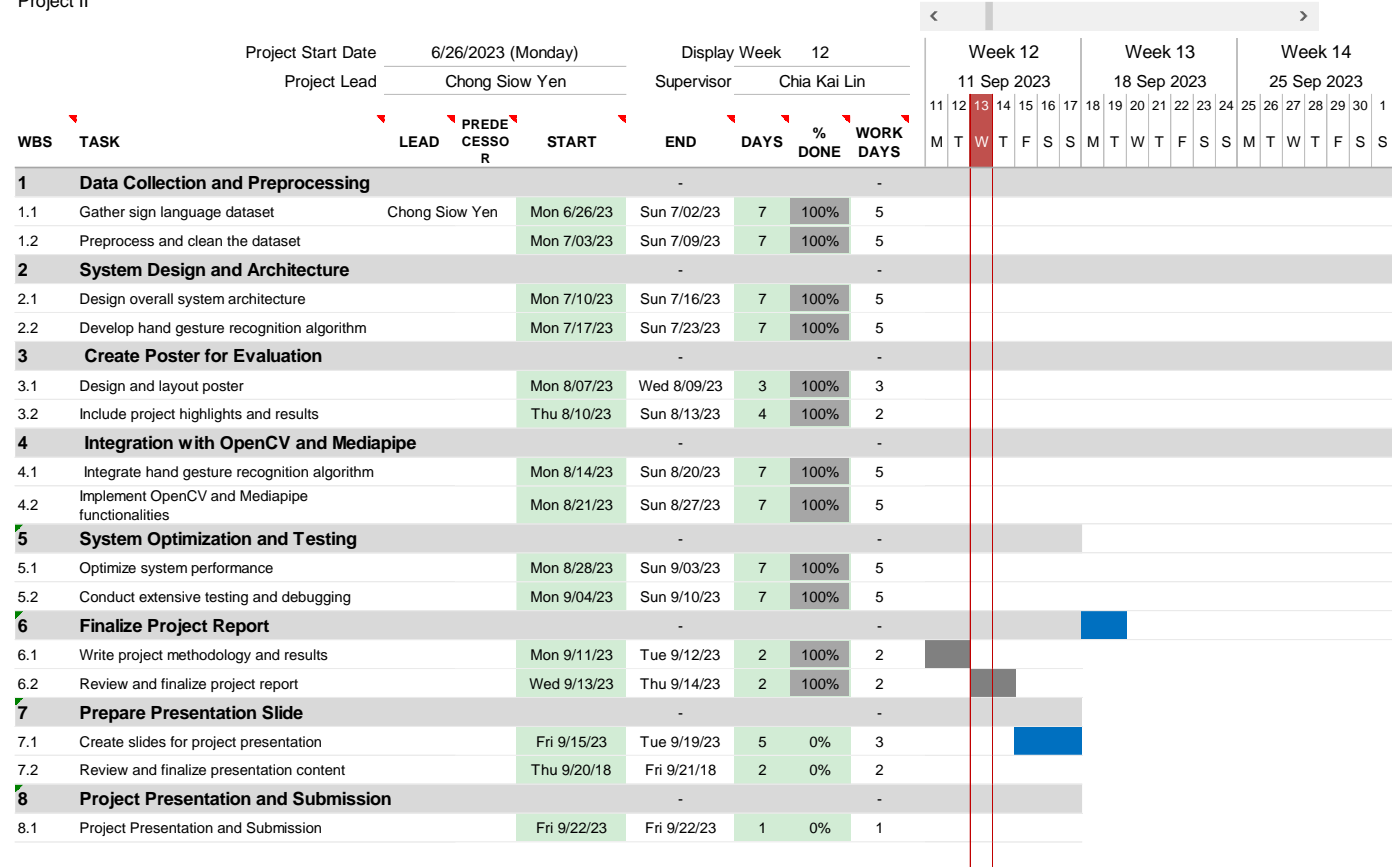 Project II
Project Start Date 6/26/2023 (Monday) Display Week 12 Week 12 Week 13 Week 14
Project Lead Chong Siow Yen Supervisor Chia Kai Lin 11 Sep 2023 18 Sep 2023 25 Sep 2023
11 12 13 14 15 16 17 18 19 20 21 22 23 24 25 26 27 28 29 30 1
WBS TASK LEAD PREDECESSOR START END DAYS % DONE WORK DAYS M T W T F S S M T W T F S S M T W T F S S
1 Data Collection and Preprocessing - -
1.1 Gather sign language dataset Chong Siow Yen Mon 6/26/23 Sun 7/02/23 7 100% 5
1.2 Preprocess and clean the dataset Mon 7/03/23 Sun 7/09/23 7 100% 5
2 System Design and Architecture - -
2.1 Design overall system architecture Mon 7/10/23 Sun 7/16/23 7 100% 5
2.2 Develop hand gesture recognition algorithm Mon 7/17/23 Sun 7/23/23 7 100% 5
3 Create Poster for Evaluation - -
3.1 Design and layout poster Mon 8/07/23 Wed 8/09/23 3 100% 3
3.2 Include project highlights and results Thu 8/10/23 Sun 8/13/23 4 100% 2
4 Integration with OpenCV and Mediapipe - -
4.1 Integrate hand gesture recognition algorithm Mon 8/14/23 Sun 8/20/23 7 100% 5
4.2 Implement OpenCV and Mediapipe functionalities Mon 8/21/23 Sun 8/27/23 7 100% 5
5 System Optimization and Testing - -
5.1 Optimize system performance Mon 8/28/23 Sun 9/03/23 7 100% 5
5.2 Conduct extensive testing and debugging Mon 9/04/23 Sun 9/10/23 7 100% 5
6 Finalize Project Report - -
6.1 Write project methodology and results Mon 9/11/23 Tue 9/12/23 2 100% 2
6.2 Review and finalize project report Wed 9/13/23 Thu 9/14/23 2 100% 2
7 Prepare Presentation Slide - -
7.1 Create slides for project presentation Fri 9/15/23 Tue 9/19/23 5 0% 3
7.2 Review and finalize presentation content Thu 9/20/18 Fri 9/21/18 2 0% 2
8 Project Presentation and Submission - -
8.1 Project Presentation and Submission Fri 9/22/23 Fri 9/22/23 1 0% 1